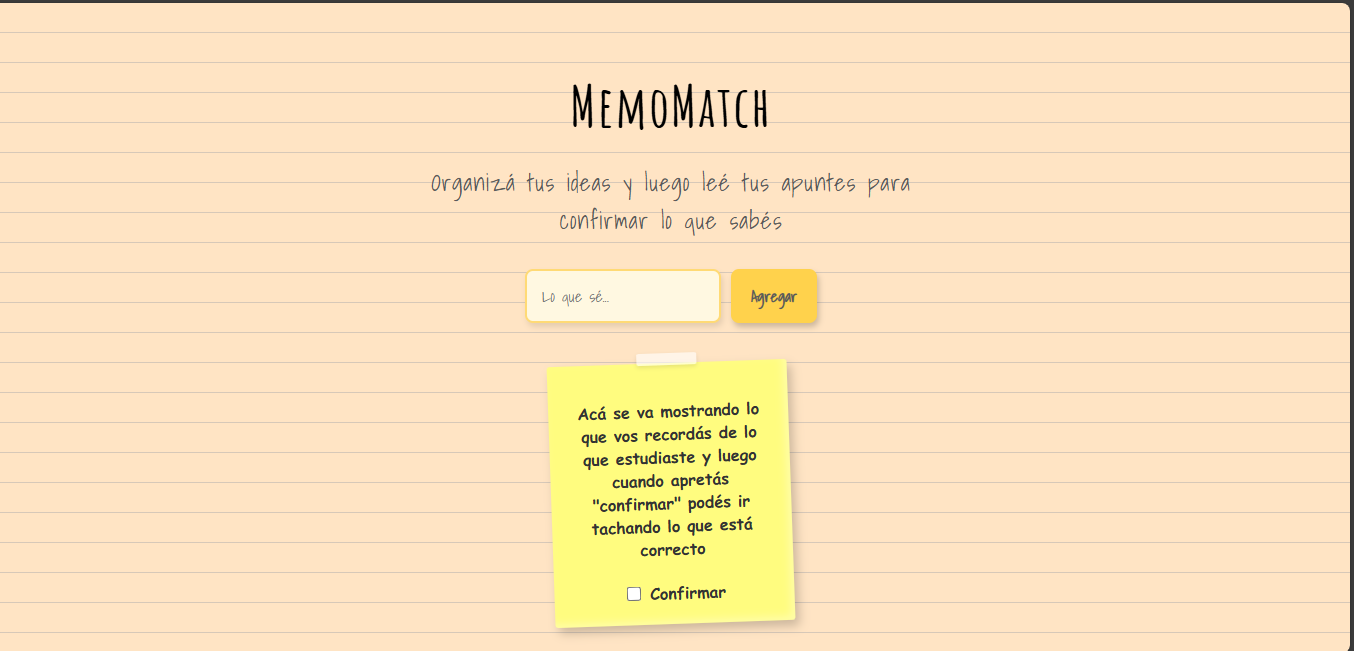 MemoMatch
Organizá tus ideas y luego leé tus apuntes para
confirmar lo que sabés
Lo que sé...
Agregar
Acá se va mostrando lo
que vos recordás de lo
que estudiaste y luego
cuando apretás
"confirmar" podés ir
tachando lo que está
correcto
Confirmar